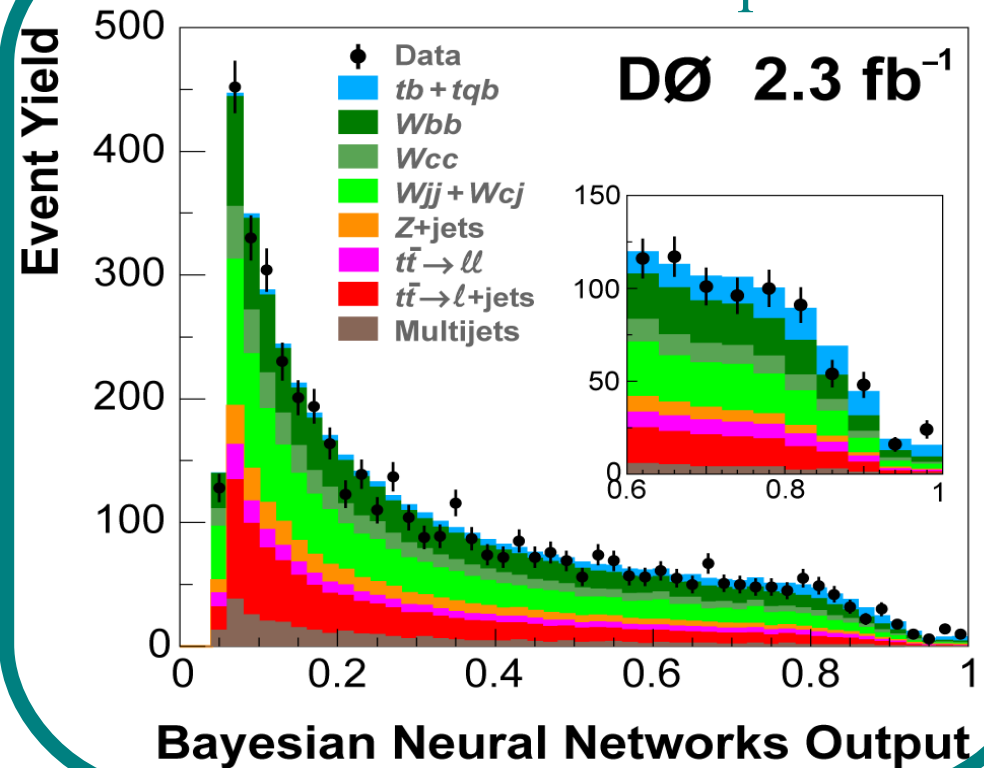 500
400
300
200
100
0
Event Yield
Data
tb + tqb
Wbb
Wcc
Wjj + Wcj
Z+jets
tt̄→ℓℓ
tt̄→ℓ+jets
Multijets
DØ 2.3 fb⁻¹
150
100
50
0
0.6 0.8 1
0 0.2 0.4 0.6 0.8 1
Bayesian Neural Networks Output